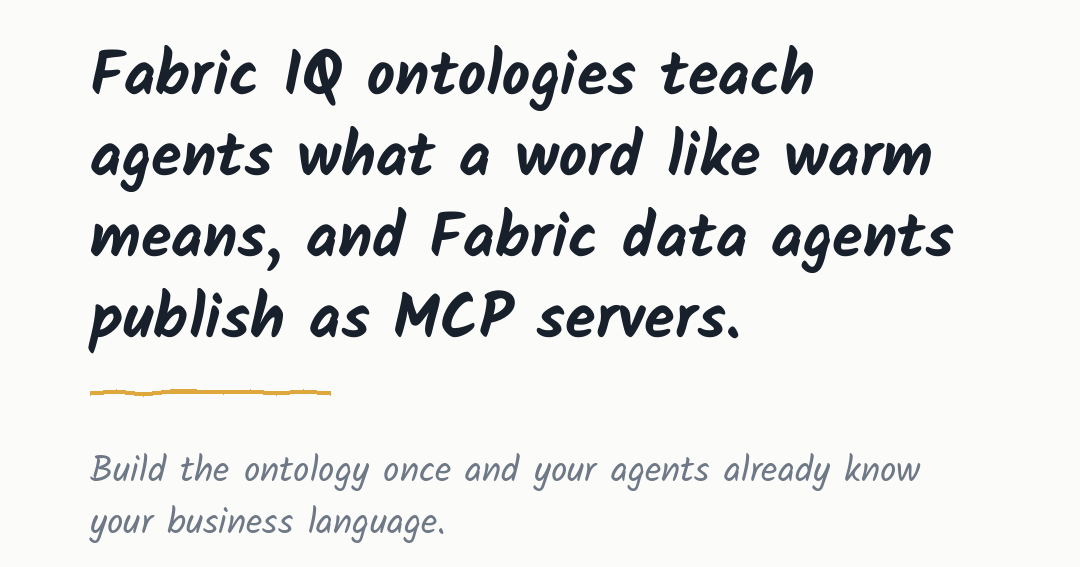 Fabric IQ ontologies teach
agents what a word like warm
means, and Fabric data agents
publish as MCP servers.
Build the ontology once and your agents already know
your business language.